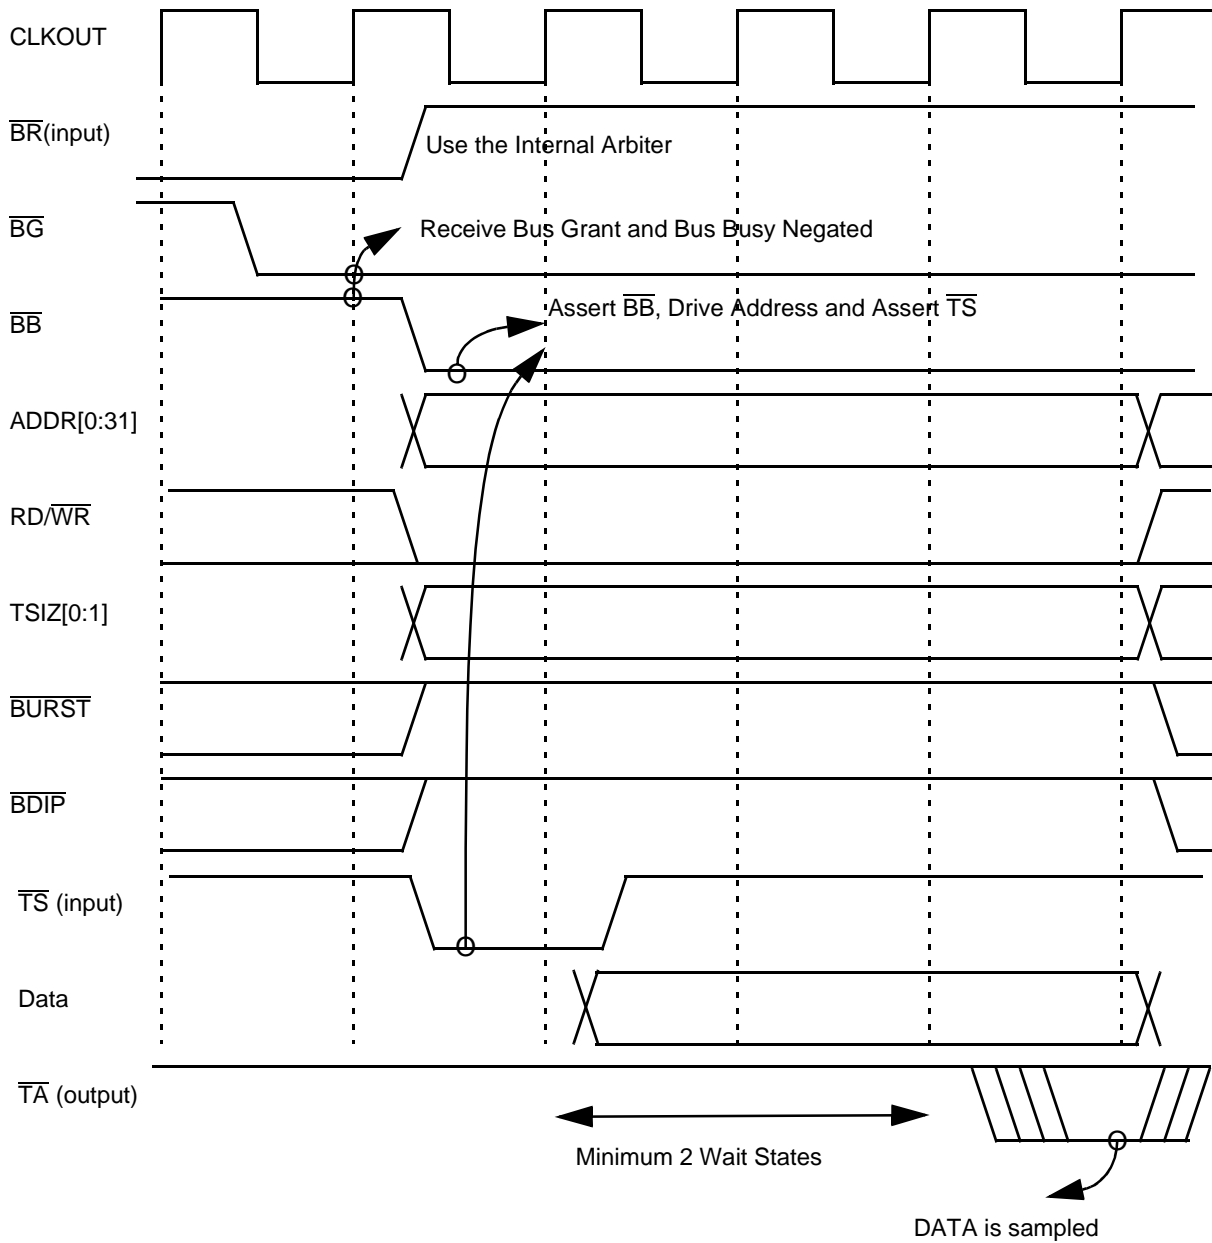 CLKOUT
BR(input)
Use the Internal Arbiter
BG
Receive Bus Grant and Bus Busy Negated
BB
Assert BB, Drive Address and Assert TS
ADDR[0:31]
RD/WR
TSIZ[0:1]
BURST
BDIP
TS (input)
Data
TA (output)
Minimum 2 Wait States
DATA is sampled